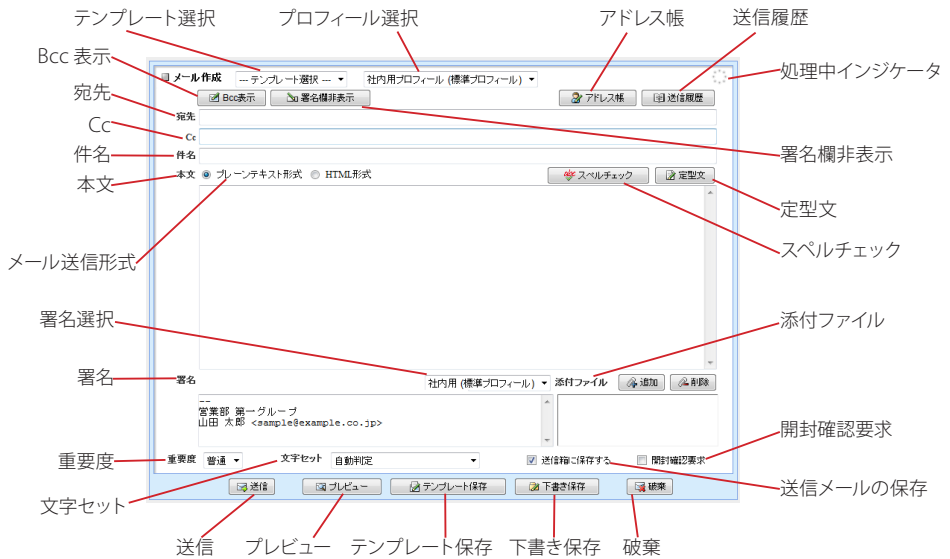 テンプレート選択 プロフィール選択 アドレス帳 送信履歴
Bcc 表示
宛先
Cc
件名
本文
メール送信形式
署名選択
署名
重要度
文字セット
メール作成 --- テンプレート選択 --- 社内用プロフィール (標準プロフィール)
Bcc表示 署名欄非表示 アドレス帳 送信履歴
宛先
Cc
件名
本文 プレーンテキスト形式 HTML形式 abc スペルチェック 定型文
署名 社内用 (標準プロフィール) 添付ファイル 追加 削除
--
営業部 第一グループ
山田 太郎 <sample@example.co.jp>
重要度 普通 文字セット 自動判定 送信箱に保存する 開封確認要求
送信 プレビュー テンプレート保存 下書き保存 破棄
処理中インジケータ
署名欄非表示
定型文
スペルチェック
添付ファイル
開封確認要求
送信メールの保存
送信 プレビュー テンプレート保存 下書き保存 破棄